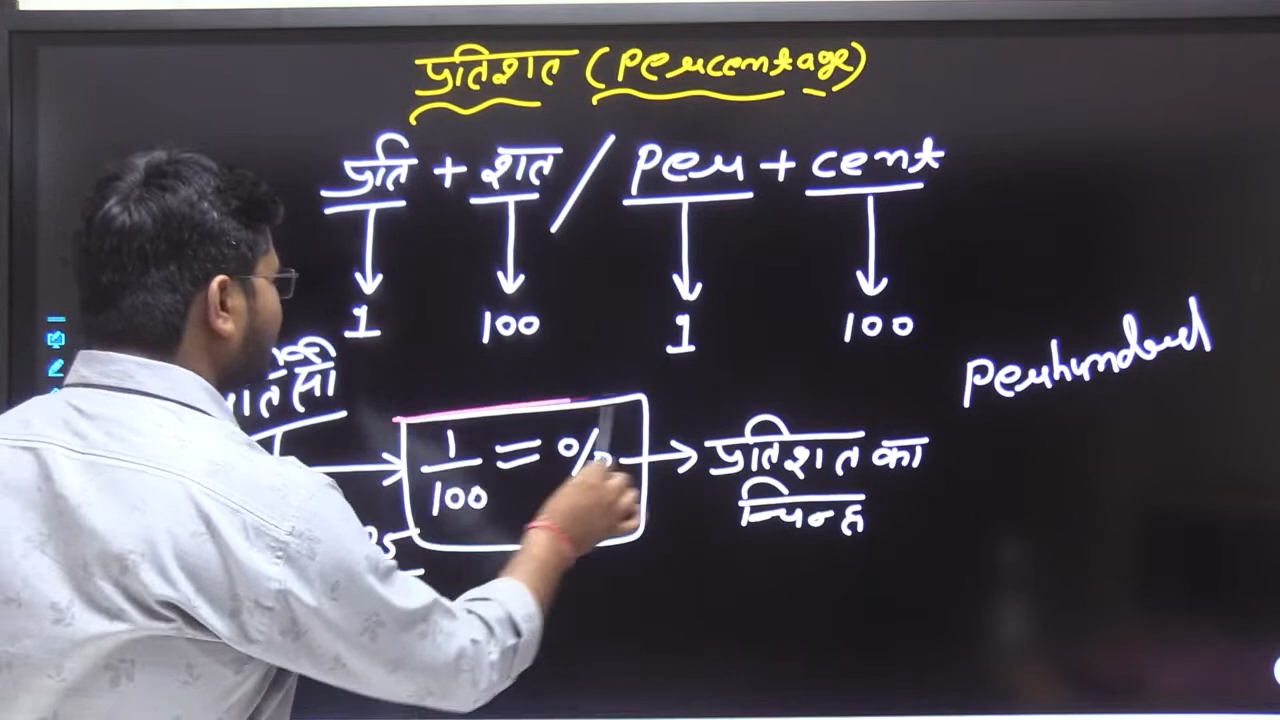 प्रतिशत (Percentage)
प्रति + शत / Per + cent
1 100 1 100
Perhundred
1/100 = % → प्रतिशत का
चिन्ह